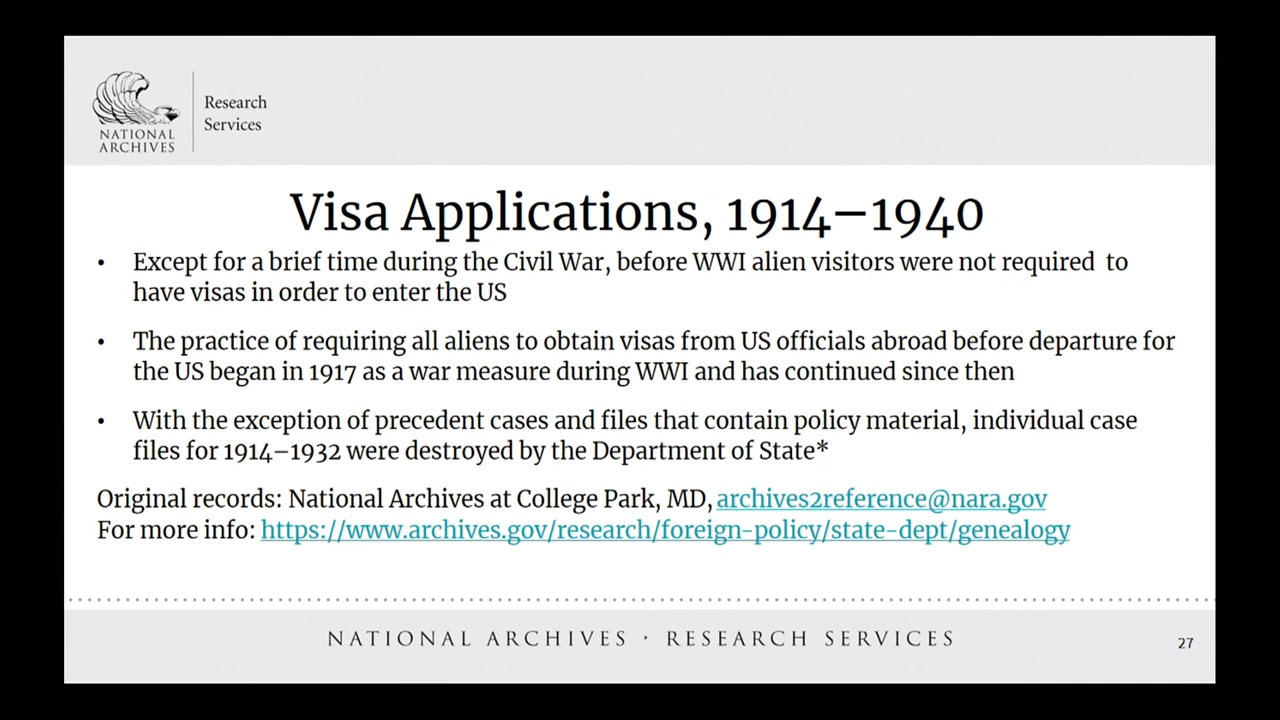 NATIONAL
ARCHIVES
Research
Services
Visa Applications, 1914–1940
• Except for a brief time during the Civil War, before WWI alien visitors were not required to
have visas in order to enter the US
• The practice of requiring all aliens to obtain visas from US officials abroad before departure for
the US began in 1917 as a war measure during WWI and has continued since then
• With the exception of precedent cases and files that contain policy material, individual case
files for 1914–1932 were destroyed by the Department of State*
Original records: National Archives at College Park, MD, archives2reference@nara.gov
For more info: https://www.archives.gov/research/foreign-policy/state-dept/genealogy
NATIONAL ARCHIVES · RESEARCH SERVICES
27